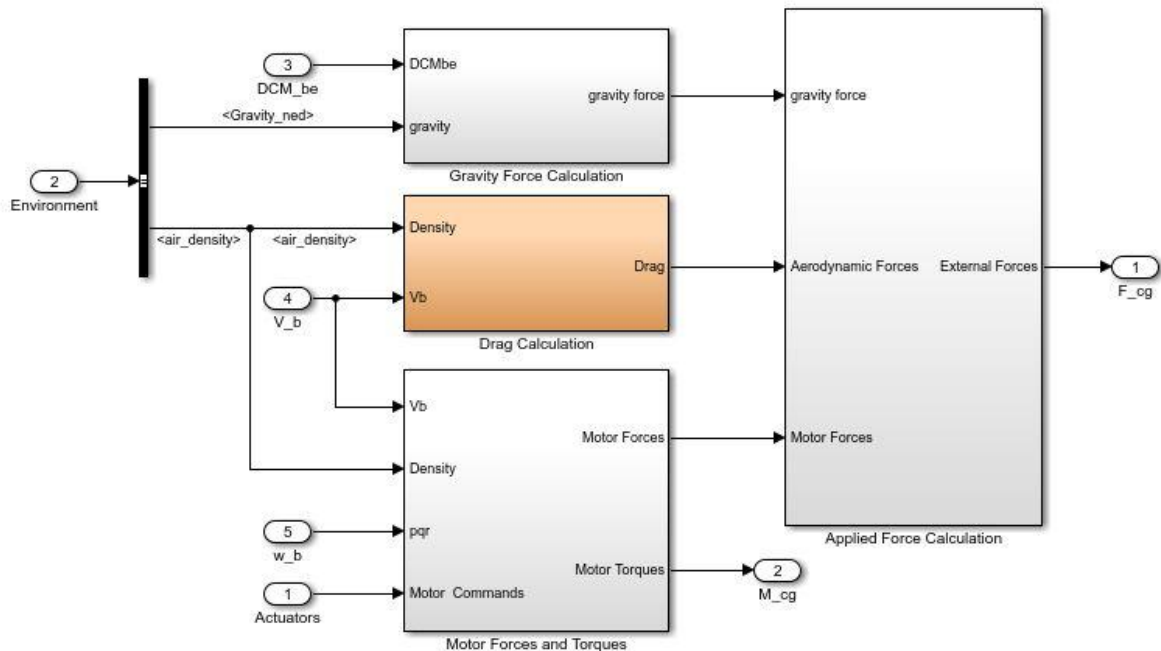 3
DCM_be
DCMbe
gravity force
<Gravity_ned>
gravity
Gravity Force Calculation
2
Environment
<air_density>
<air_density>
Density
Drag
4
V_b
Vb
Drag Calculation
Vb
Motor Forces
Density
5
w_b
pqr
Motor Torques
1
Actuators
Motor Commands
Motor Forces and Torques
2
M_cg
gravity force
Aerodynamic Forces
External Forces
Motor Forces
Applied Force Calculation
1
F_cg